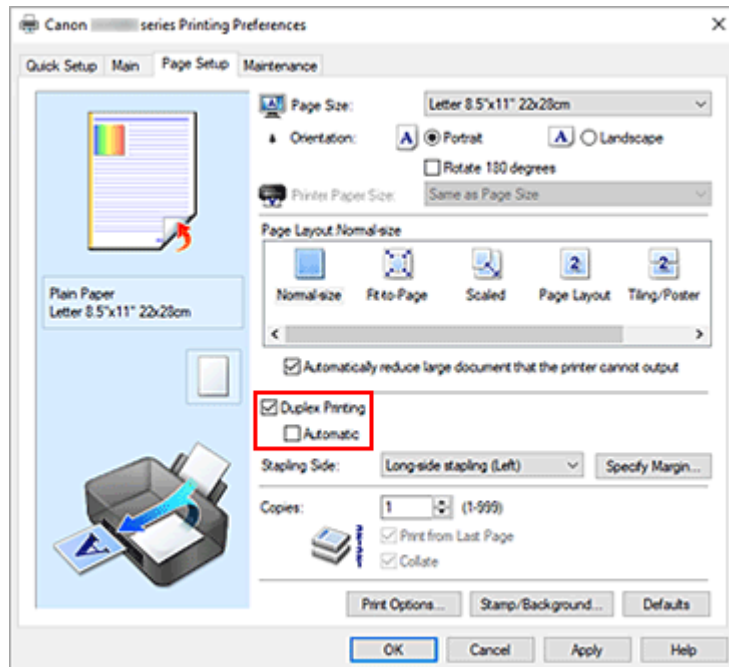 Canon series Printing Preferences
Quick Setup Main Page Setup Maintenance
Page Size: Letter 8.5"x11" 22x28cm
Orientation: A Portrait A Landscape
Rotate 180 degrees
Printer Paper Size: Same as Page Size
Page Layout:Normal-size
Normal-size Fit-to-Page Scaled Page Layout Tiling/Poster
Plain Paper
Letter 8.5"x11" 22x28cm
Automatically reduce large document that the printer cannot output
Duplex Printing
Automatic
Stapling Side: Long-side stapling (Left) Specify Margin...
Copies: 1 (1-999)
Print from Last Page
Collate
Print Options... Stamp/Background... Defaults
OK Cancel Apply Help